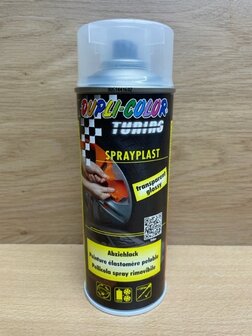 DUPLI-COLOR
TUNING
SPRAYPLAST
transparent
glossy
Abziehlack
Peinture élastomère pelable
Pellicola spray rimovibile